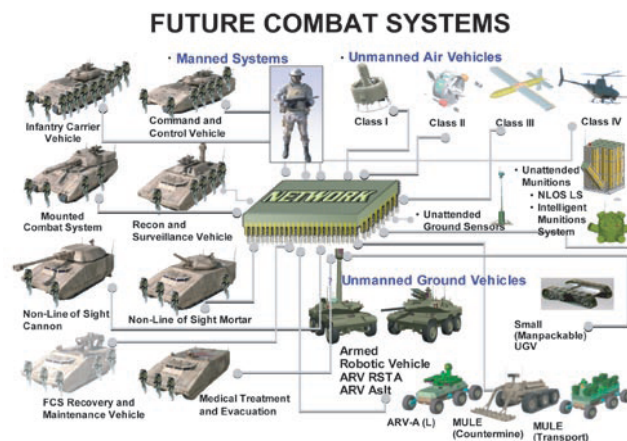 FUTURE COMBAT SYSTEMS
• Manned Systems
• Unmanned Air Vehicles
Infantry Carrier
Vehicle
Command and
Control Vehicle
Class I
Class II
Class III
Class IV
Mounted
Combat System
Recon and
Surveillance Vehicle
NETWORK
• Unattended
Ground Sensors
• Unattended
Munitions
• NLOS LS
• Intelligent
Munitions
System
Non-Line of Sight
Cannon
Non-Line of Sight Mortar
Unmanned Ground Vehicles
Armed
Robotic Vehicle
ARV RSTA
ARV Aslt
Small
(Manpackable)
UGV
FCS Recovery and
Maintenance Vehicle
Medical Treatment
and Evacuation
ARV-A (L)
MULE
(Countermine)
MULE
(Transport)